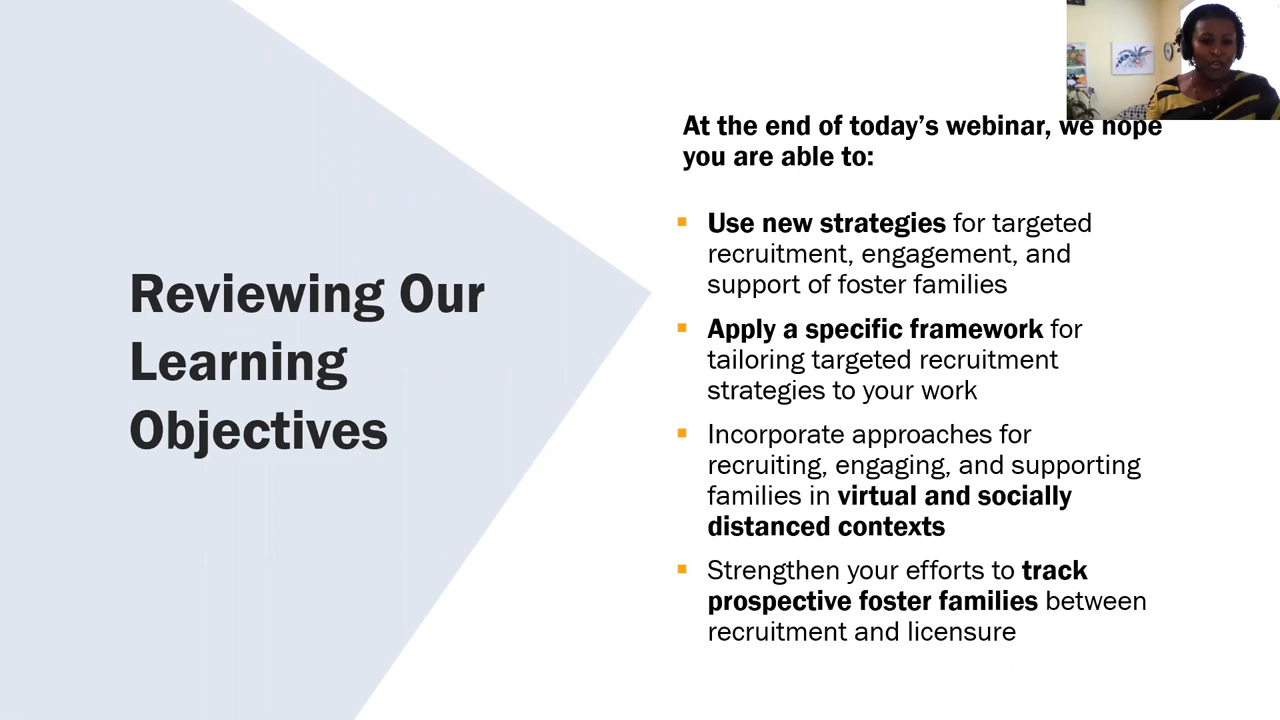 Reviewing Our
Learning
Objectives
At the end of today’s webinar, we hope
you are able to:
Use new strategies for targeted
recruitment, engagement, and
support of foster families
Apply a specific framework for
tailoring targeted recruitment
strategies to your work
Incorporate approaches for
recruiting, engaging, and supporting
families in virtual and socially
distanced contexts
Strengthen your efforts to track
prospective foster families between
recruitment and licensure